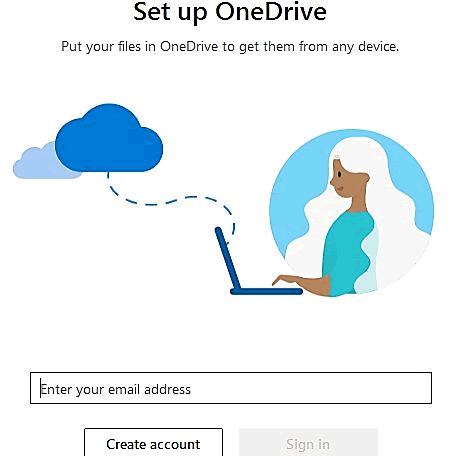 Set up OneDrive
Put your files in OneDrive to get them from any device.
Enter your email address
Create account
Sign in